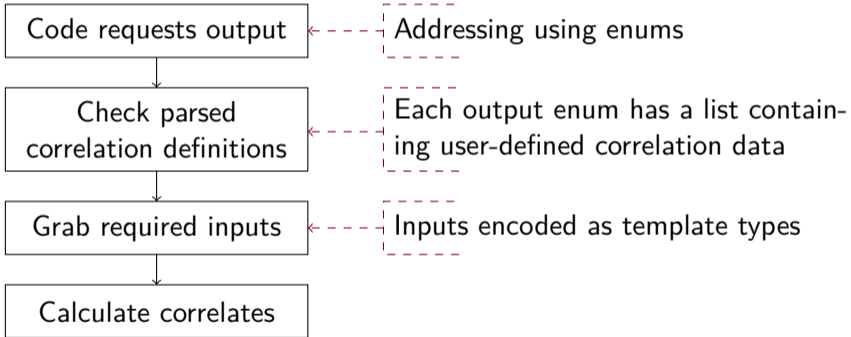 Code requests output
Addressing using enums
Check parsed
correlation definitions
Each output enum has a list contain-
ing user-defined correlation data
Grab required inputs
Inputs encoded as template types
Calculate correlates